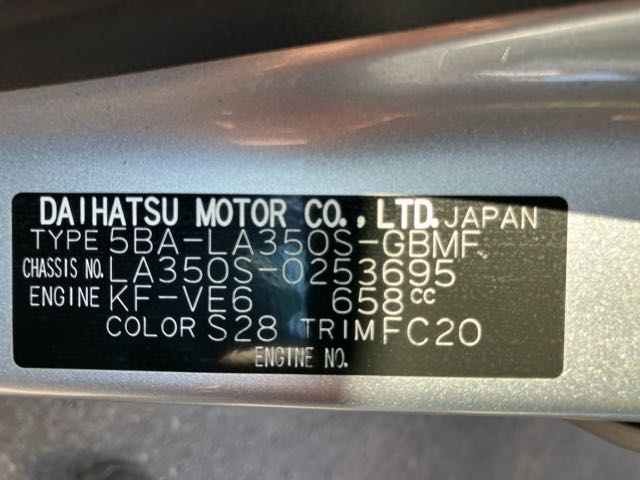 DAIHATSU MOTOR CO., LTD. JAPAN
TYPE 5BA-LA350S-GBMF
CHASSIS NO. LA350S-0253695
ENGINE KF-VE6 658cc
COLOR S28 TRIM FC20
ENGINE NO.